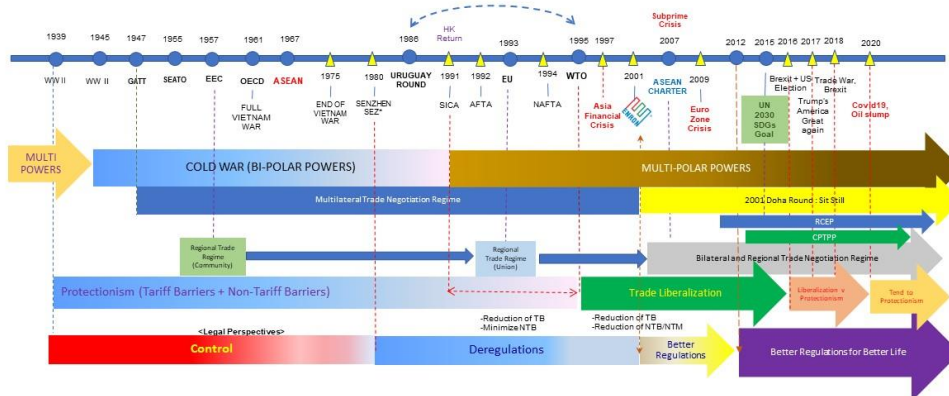 Subprime
Crisis
HK
Return
1939
1945
1947
1955
1957
1961
1967
1986
1993
1995
1997
2007
2012
2015
2016
2017
2018
2020
WW II
WW II
GATT
SEATO
EEC
OECD
ASEAN
1975
1980
URUGUAY
ROUND
1991
1992
EU
1994
WTO
2001
ASEAN
CHARTER
2009
Brexit + US
Election
Trade War,
Brexit
FULL
VIETNAM
WAR
END OF
VIETNAM
WAR
SENZHEN
SEZ*
SICA
AFTA
NAFTA
Asia
Financial
Crisis
ENRON
Euro
Zone
Crisis
UN
2030
SDGs
Goal
Trump's
America
Great
again
Covid19,
Oil slump
MULTI
POWERS
COLD WAR (BI-POLAR POWERS)
MULTI-POLAR POWERS
Multilateral Trade Negotiation Regime
2001 Doha Round : Sit Still
RCEP
CPTPP
Regional Trade
Regime
(Community)
Regional
Trade Regime
(Union)
Bilateral and Regional Trade Negotiation Regime
Protectionism (Tariff Barriers + Non-Tariff Barriers)
Trade Liberalization
Liberalization v
Protectionism
Tend to
Protectionism
-Reduction of TB
-Minimize NTB
-Reduction of TB
-Reduction of NTB/NTM
<Legal Perspectives>
Control
Deregulations
Better
Regulations
Better Regulations for Better Life